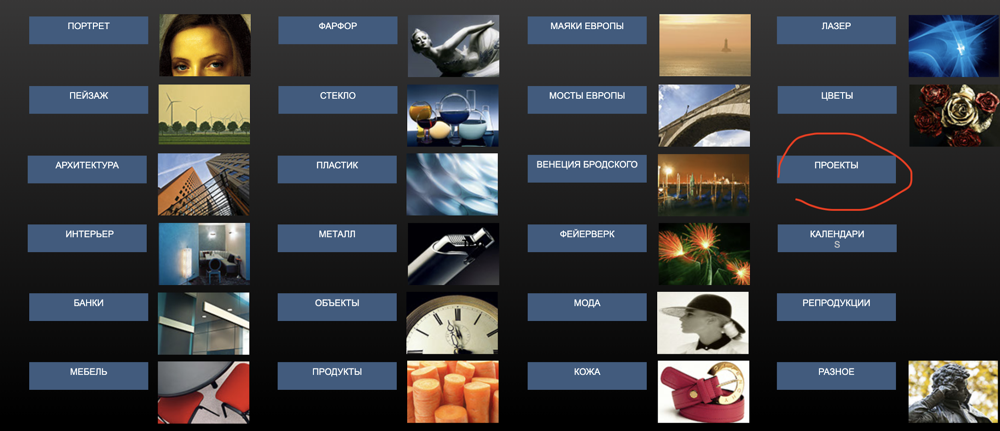 ПОРТРЕТ
ФАРФОР
МАЯКИ ЕВРОПЫ
ЛАЗЕР
ПЕЙЗАЖ
СТЕКЛО
МОСТЫ ЕВРОПЫ
ЦВЕТЫ
АРХИТЕКТУРА
ПЛАСТИК
ВЕНЕЦИЯ БРОДСКОГО
ПРОЕКТЫ
ИНТЕРЬЕР
МЕТАЛЛ
ФЕЙЕРВЕРК
КАЛЕНДАРИ
S
БАНКИ
ОБЪЕКТЫ
МОДА
РЕПРОДУКЦИИ
МЕБЕЛЬ
ПРОДУКТЫ
КОЖА
РАЗНОЕ